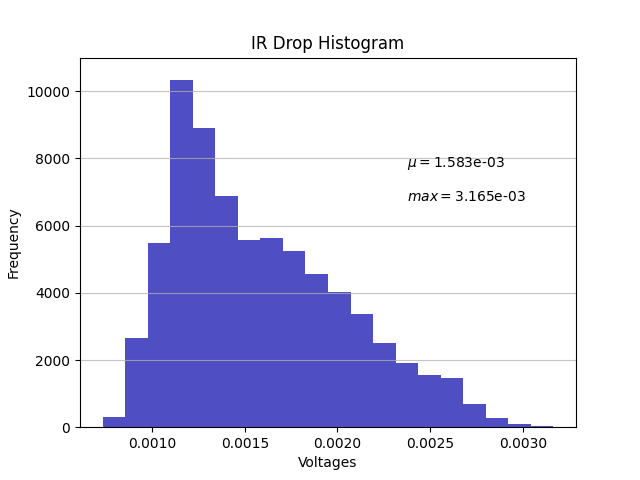 IR Drop Histogram
10000
8000
6000
4000
2000
0
Frequency
μ = 1.583e-03
max = 3.165e-03
0.0010 0.0015 0.0020 0.0025 0.0030
Voltages